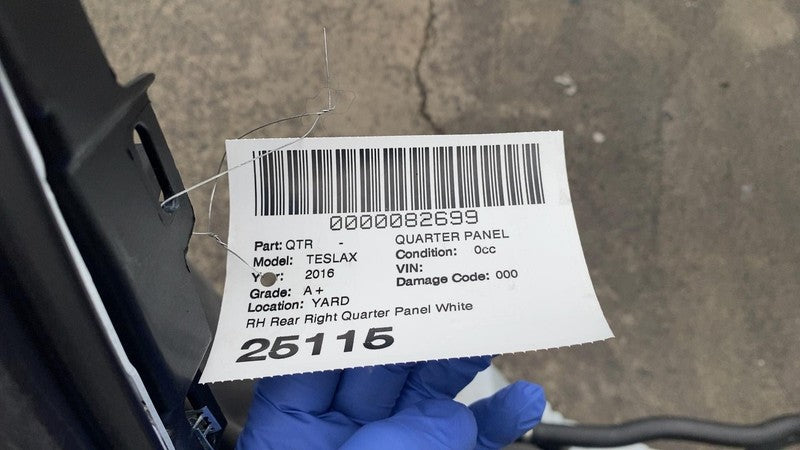 0000082699
Part: QTR - QUARTER PANEL
Model: TESLAX Condition: 0cc
Year: 2016 VIN:
Grade: A+ Damage Code: 000
Location: YARD
RH Rear Right Quarter Panel White
25115